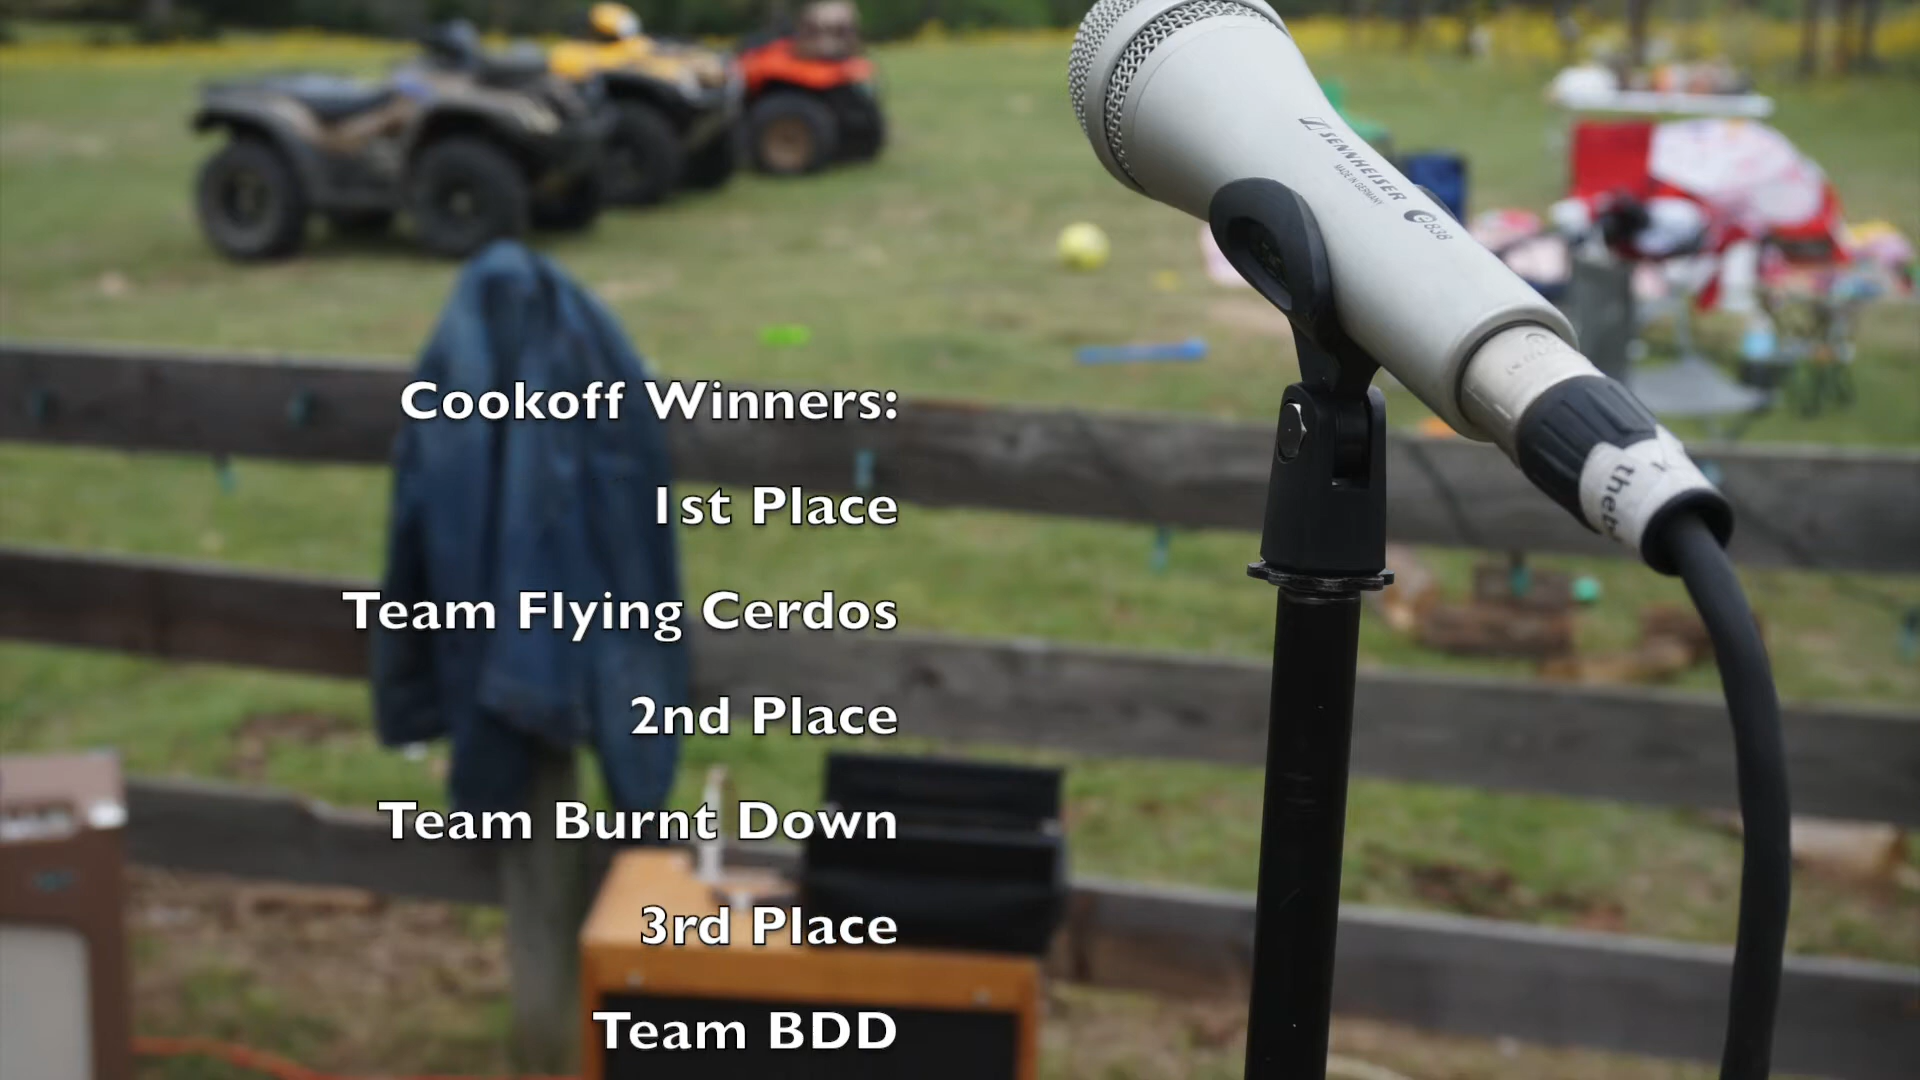 Cookoff Winners:
1st Place
Team Flying Cerdos
2nd Place
Team Burnt Down
3rd Place
Team BDD
SENNHEISER e838
MADE IN GERMANY